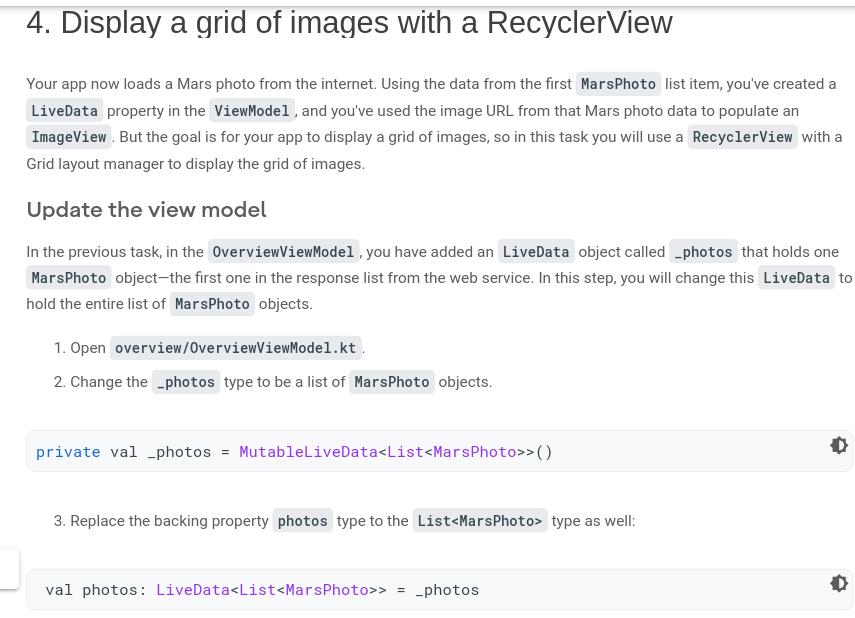 4. Display a grid of images with a RecyclerView
Your app now loads a Mars photo from the internet. Using the data from the first MarsPhoto list item, you've created a
LiveData property in the ViewModel, and you've used the image URL from that Mars photo data to populate an
ImageView. But the goal is for your app to display a grid of images, so in this task you will use a RecyclerView with a
Grid layout manager to display the grid of images.
Update the view model
In the previous task, in the OverviewViewModel, you have added an LiveData object called _photos that holds one
MarsPhoto object—the first one in the response list from the web service. In this step, you will change this LiveData to
hold the entire list of MarsPhoto objects.
1. Open overview/OverviewViewModel.kt.
2. Change the _photos type to be a list of MarsPhoto objects.
private val _photos = MutableLiveData<List<MarsPhoto>>()
3. Replace the backing property photos type to the List<MarsPhoto> type as well:
val photos: LiveData<List<MarsPhoto>> = _photos